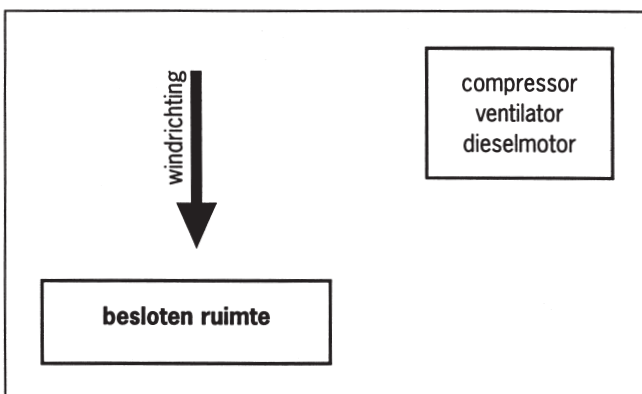 windrichting
compressor
ventilator
dieselmotor
besloten ruimte